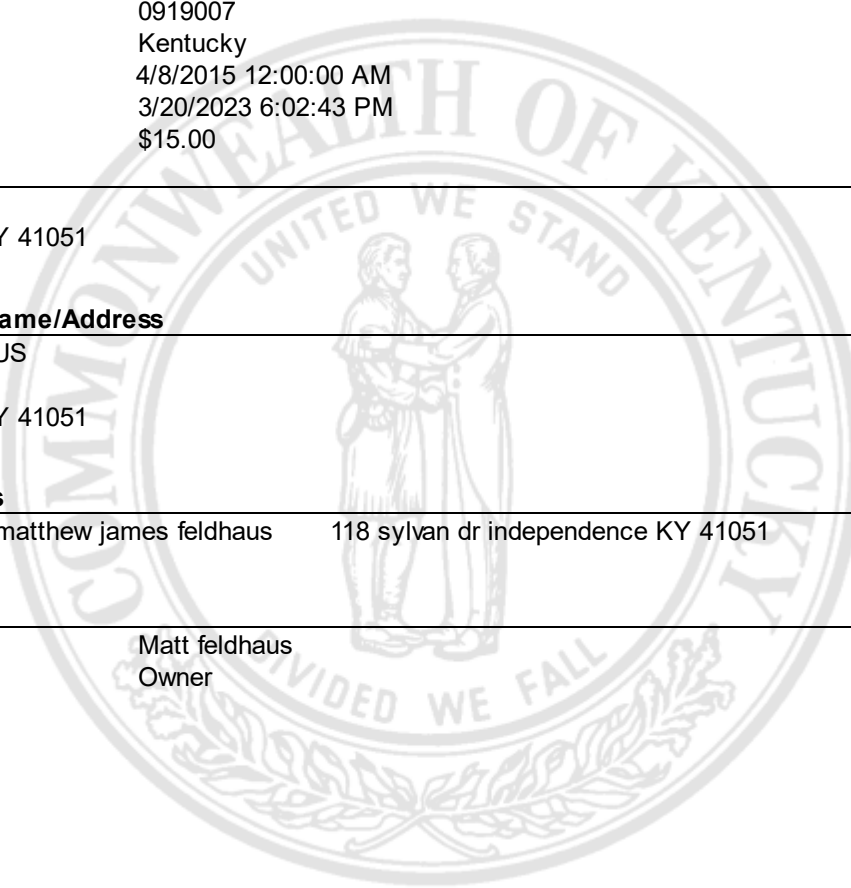 0919007
Kentucky
4/8/2015 12:00:00 AM
3/20/2023 6:02:43 PM
$15.00
Y 41051
ame/Address
US
Y 41051
s
matthew james feldhaus 118 sylvan dr independence KY 41051
Matt feldhaus
Owner
COMMONWEALTH OF KENTUCKY
UNITED WE STAND
DIVIDED WE FALL